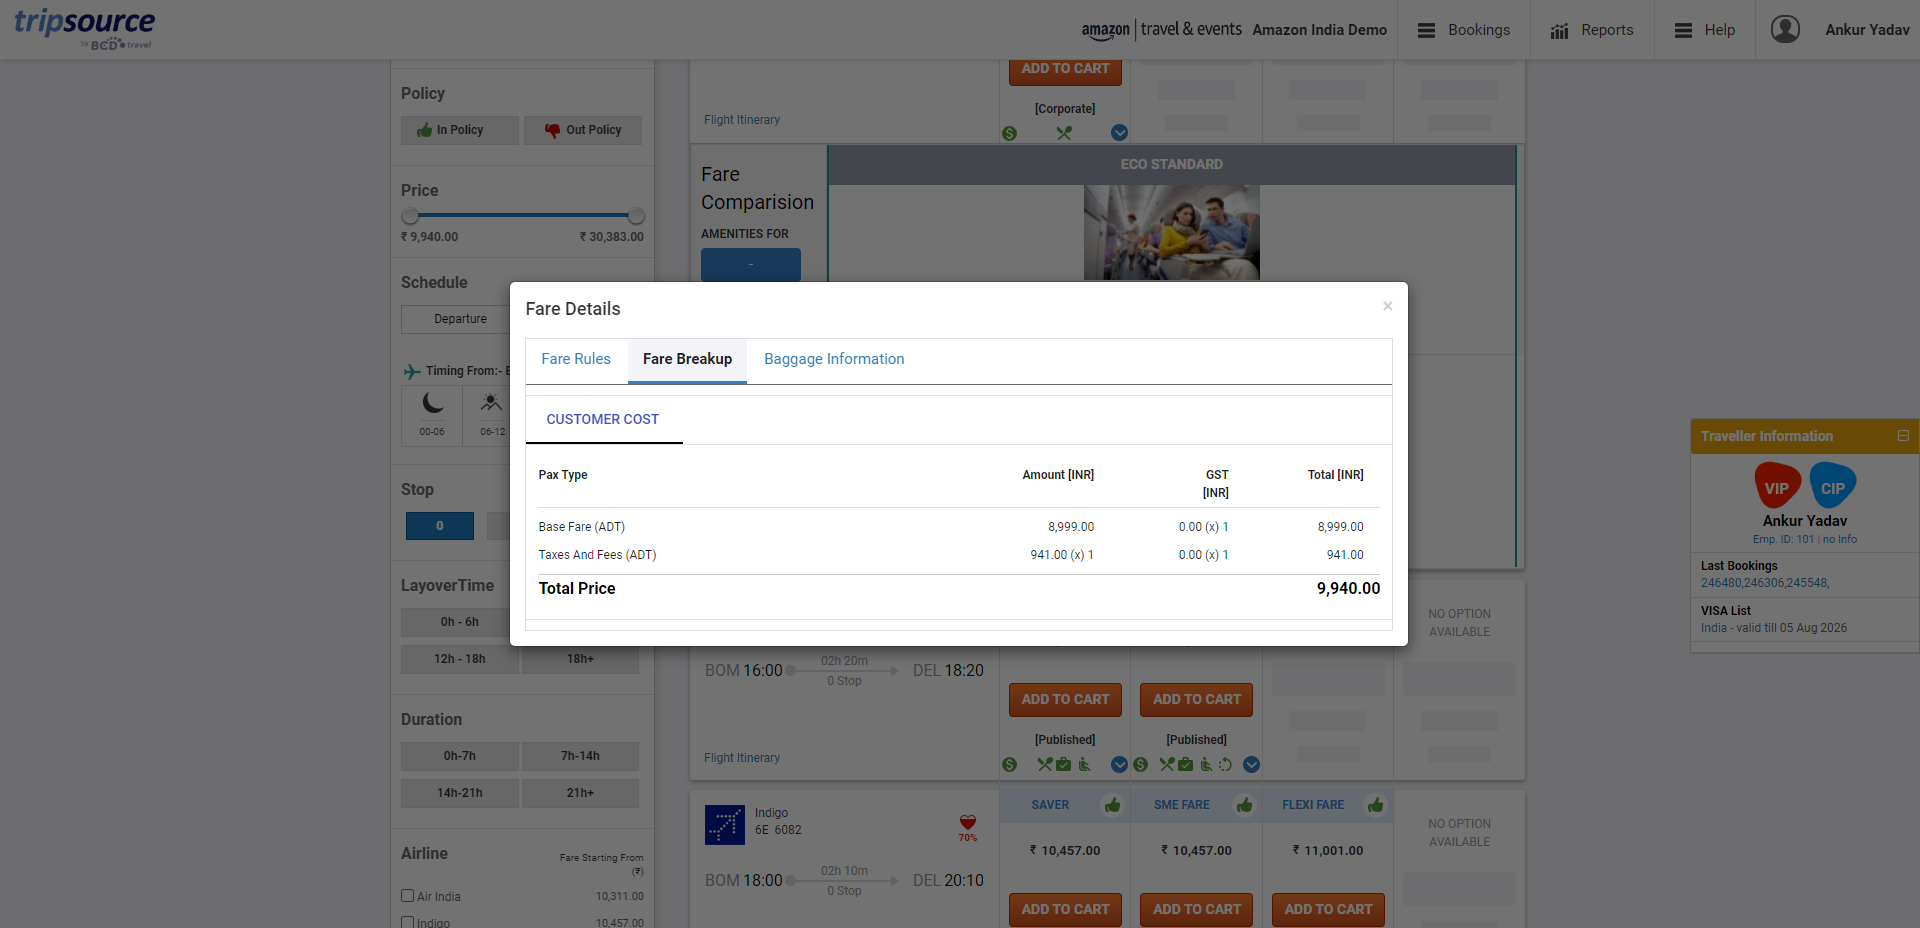 tripsource
by BCD travel
amazon travel & events Amazon India Demo
Bookings
Reports
Help
Ankur Yadav
Policy
In Policy
Out Policy
Price
₹ 9,940.00
₹ 30,383.00
Schedule
Departure
Timing From:-
00-06
06-12
Stop
0
LayoverTime
0h - 6h
12h - 18h
18h+
Duration
0h-7h
7h-14h
14h-21h
21h+
Airline
Fare Starting From
(₹)
Air India
10,311.00
Indigo
10,457.00
ADD TO CART
[Corporate]
Flight Itinerary
Fare
Comparision
AMENITIES FOR
-
ECO STANDARD
Fare Details
×
Fare Rules
Fare Breakup
Baggage Information
CUSTOMER COST
Pax Type
Amount [INR]
GST
[INR]
Total [INR]
Base Fare (ADT)
8,999.00
0.00 (x) 1
8,999.00
Taxes And Fees (ADT)
941.00 (x) 1
0.00 (x) 1
941.00
Total Price
9,940.00
NO OPTION
AVAILABLE
BOM 16:00
02h 20m
0 Stop
DEL 18:20
ADD TO CART
ADD TO CART
[Published]
[Published]
Flight Itinerary
Indigo
6E 6082
70%
SAVER
SME FARE
FLEXI FARE
NO OPTION
AVAILABLE
₹ 10,457.00
₹ 10,457.00
₹ 11,001.00
BOM 18:00
02h 10m
0 Stop
DEL 20:10
ADD TO CART
ADD TO CART
ADD TO CART
Traveller Information
VIP
CIP
Ankur Yadav
Emp. ID: 101 | no Info
Last Bookings
246480,246306,245548,
VISA List
India - valid till 05 Aug 2026